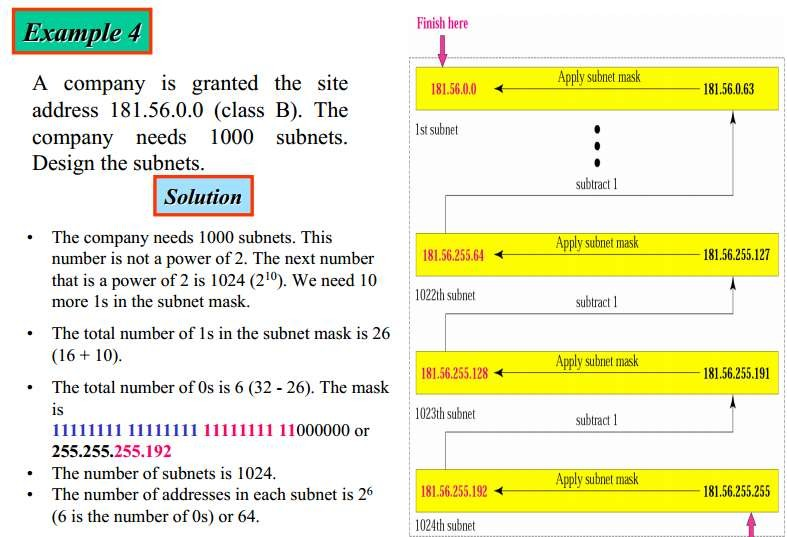 Example 4
A company is granted the site
address 181.56.0.0 (class B). The
company needs 1000 subnets.
Design the subnets.
Solution
• The company needs 1000 subnets. This
number is not a power of 2. The next number
that is a power of 2 is 1024 (2¹⁰). We need 10
more 1s in the subnet mask.
• The total number of 1s in the subnet mask is 26
(16 + 10).
• The total number of 0s is 6 (32 - 26). The mask
is
11111111 11111111 11111111 11000000 or
255.255.255.192
• The number of subnets is 1024.
• The number of addresses in each subnet is 2⁶
(6 is the number of 0s) or 64.
Finish here
181.56.0.0 Apply subnet mask 181.56.0.63
1st subnet
subtract 1
181.56.255.64 Apply subnet mask 181.56.255.127
1022th subnet
subtract 1
181.56.255.128 Apply subnet mask 181.56.255.191
1023th subnet
subtract 1
181.56.255.192 Apply subnet mask 181.56.255.255
1024th subnet